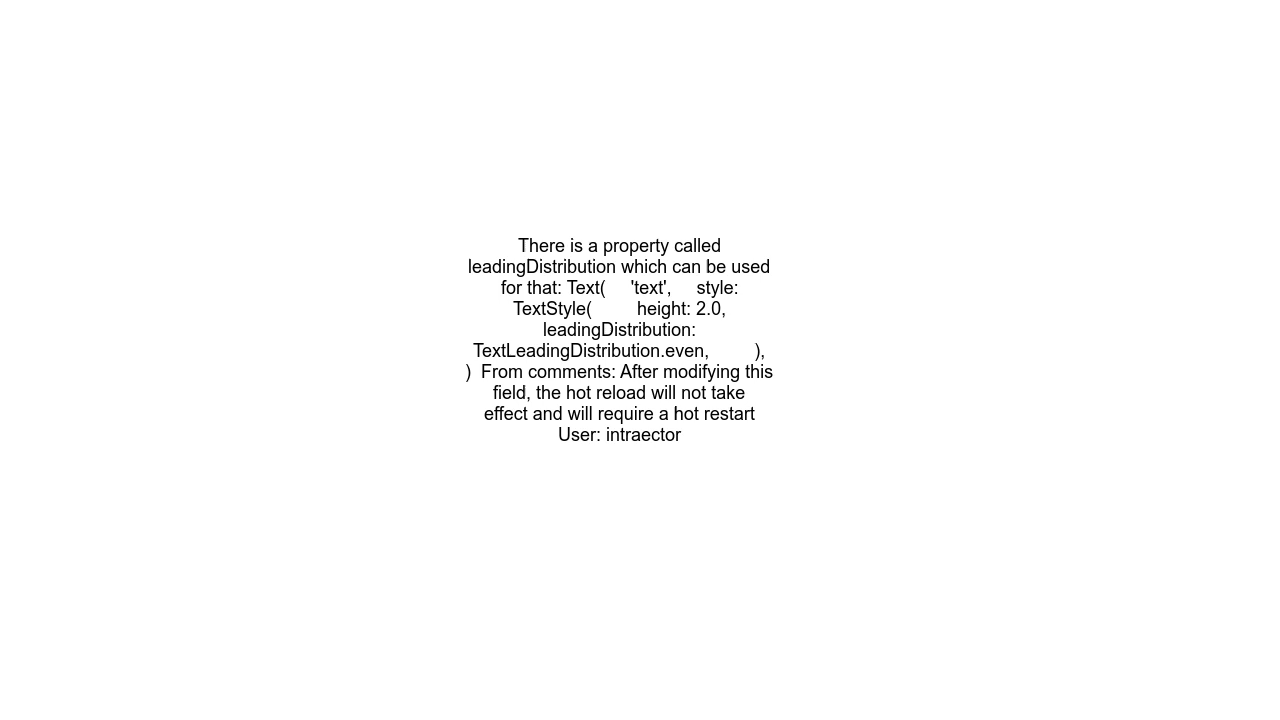 There is a property called
leadingDistribution which can be used
for that: Text(     'text',     style:
TextStyle(         height: 2.0,
leadingDistribution:
TextLeadingDistribution.even,         ),
)  From comments: After modifying this
field, the hot reload will not take
effect and will require a hot restart
User: intraector